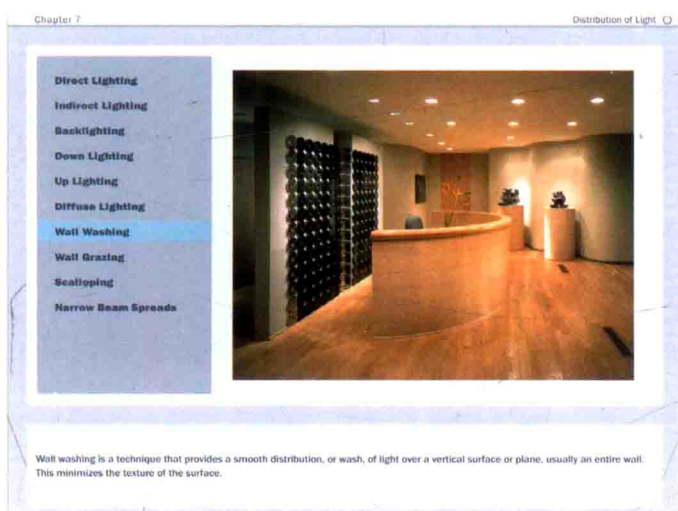 Chapter 7
Distribution of Light
Direct Lighting
Indirect Lighting
Backlighting
Down Lighting
Up Lighting
Diffuse Lighting
Wall Washing
Wall Grazing
Scalloping
Narrow Beam Spreads
Wall washing is a technique that provides a smooth distribution, or wash, of light over a vertical surface or plane, usually an entire wall.
This minimizes the texture of the surface.